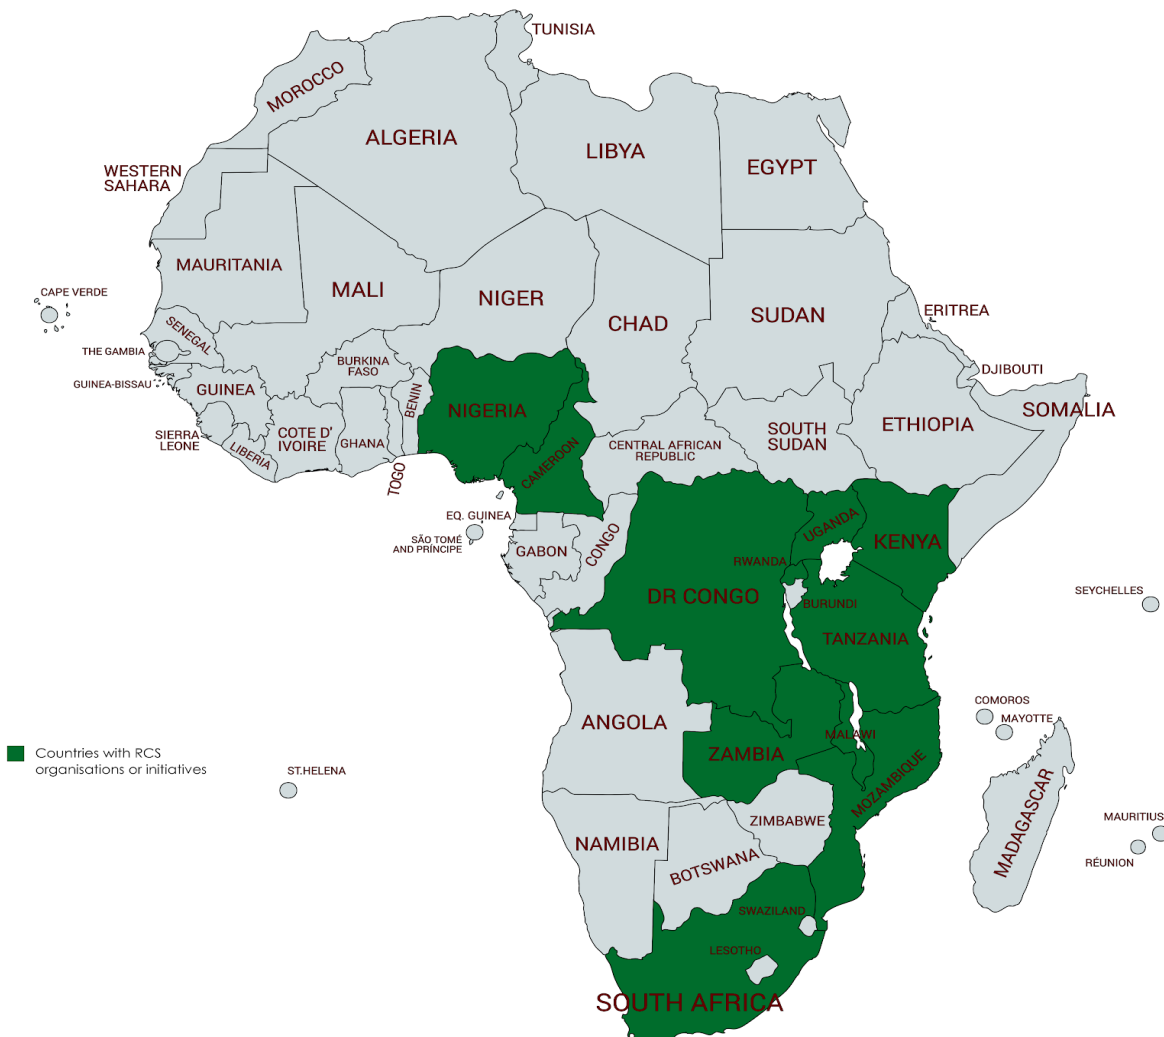 TUNISIA
MOROCCO
ALGERIA
LIBYA
EGYPT
WESTERN
SAHARA
MAURITANIA
MALI
NIGER
CHAD
SUDAN
ERITREA
CAPE VERDE
SENEGAL
THE GAMBIA
GUINEA-BISSAU
GUINEA
BURKINA
FASO
BENIN
NIGERIA
DJIBOUTI
SOMALIA
ETHIOPIA
SOUTH
SUDAN
SIERRA
LEONE
LIBERIA
COTE D'
IVOIRE
GHANA
TOGO
CAMEROON
CENTRAL AFRICAN
REPUBLIC
EQ. GUINEA
SÃO TOMÉ
AND PRÍNCIPE
GABON
CONGO
UGANDA
KENYA
RWANDA
DR CONGO
BURUNDI
TANZANIA
SEYCHELLES
COMOROS
MAYOTTE
ANGOLA
ZAMBIA
MALAWI
MOZAMBIQUE
Countries with RCS
organisations or initiatives
ST.HELENA
MADAGASCAR
MAURITIUS
RÉUNION
ZIMBABWE
NAMIBIA
BOTSWANA
SWAZILAND
LESOTHO
SOUTH AFRICA